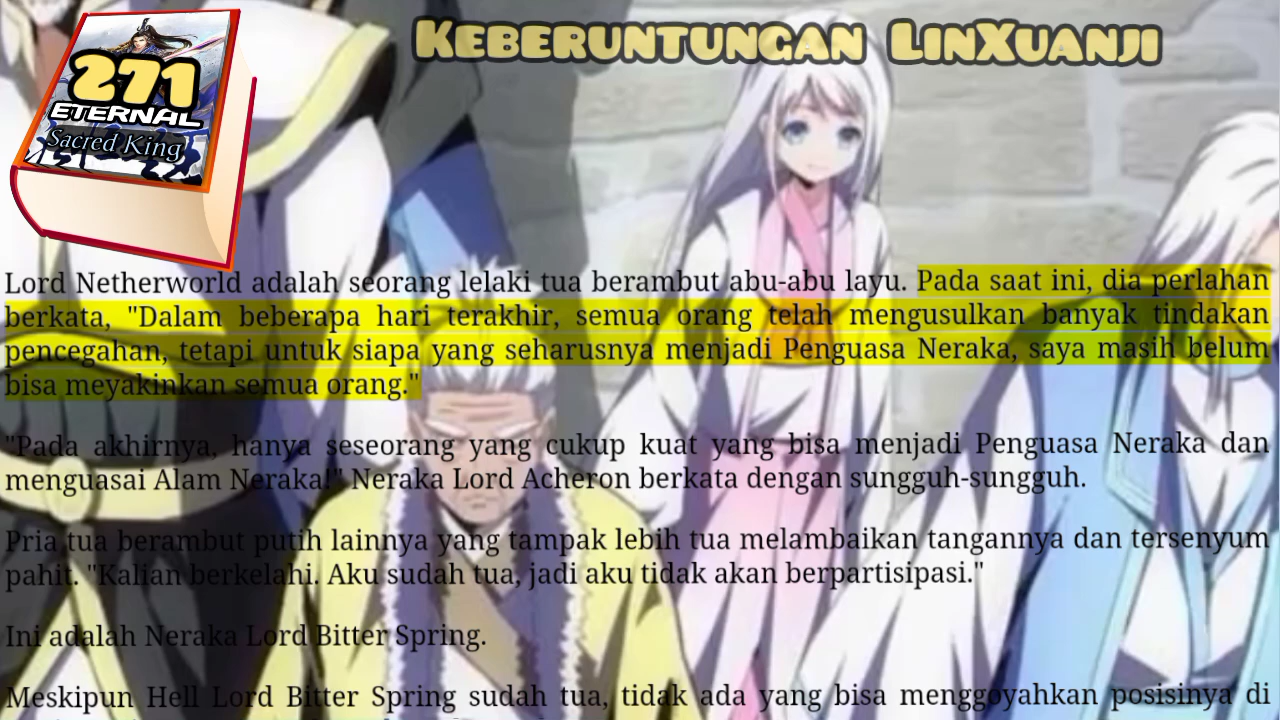 KEBERUNTUNGAN LINXUANJI
271
ETERNAL
Sacred King
Lord Netherworld adalah seorang lelaki tua berambut abu-abu layu. Pada saat ini, dia perlahan
berkata, "Dalam beberapa hari terakhir, semua orang telah mengusulkan banyak tindakan
pencegahan, tetapi untuk siapa yang seharusnya menjadi Penguasa Neraka, saya masih belum
bisa meyakinkan semua orang."
"Pada akhirnya, hanya seseorang yang cukup kuat yang bisa menjadi Penguasa Neraka dan
menguasai Alam Neraka!" Neraka Lord Acheron berkata dengan sungguh-sungguh.
Pria tua berambut putih lainnya yang tampak lebih tua melambaikan tangannya dan tersenyum
pahit. "Kalian berkelahi. Aku sudah tua, jadi aku tidak akan berpartisipasi."
Ini adalah Neraka Lord Bitter Spring.
Meskipun Hell Lord Bitter Spring sudah tua, tidak ada yang bisa menggoyahkan posisinya di